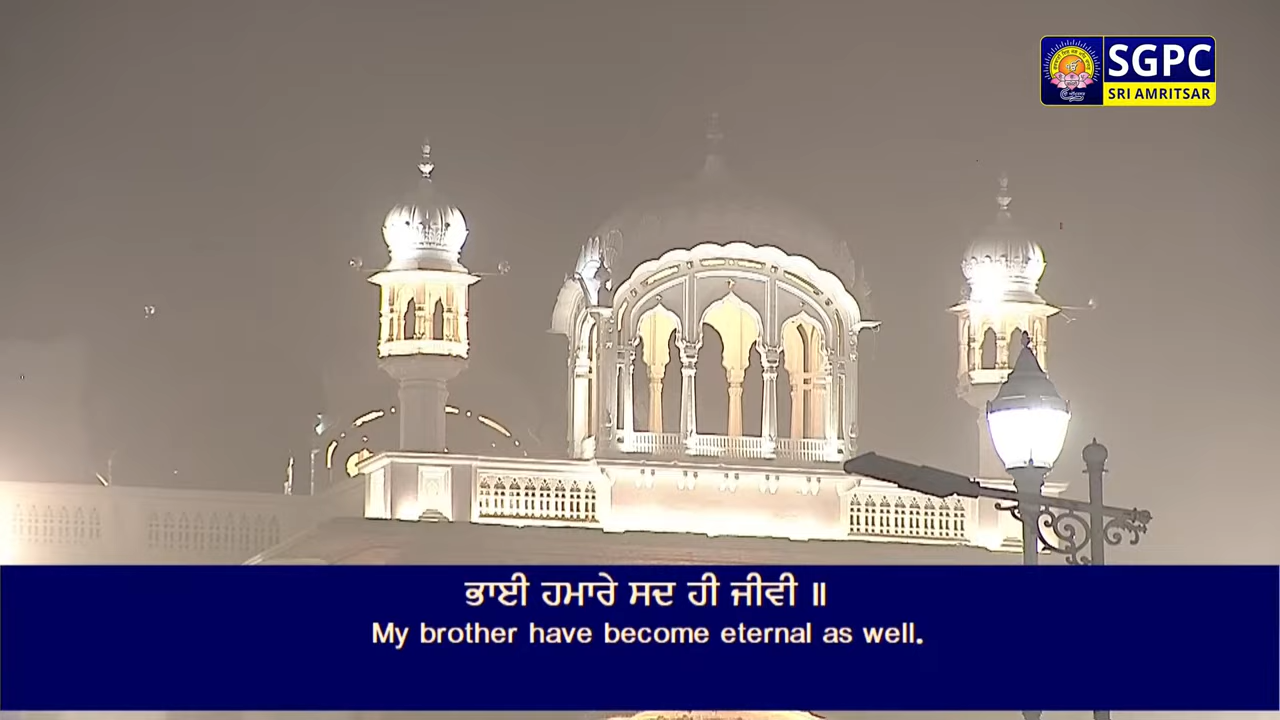 SGPC
SRI AMRITSAR
ਭਾਈ ਹਮਾਰੇ ਸਦ ਹੀ ਜੀਵੀ ॥
My brother have become eternal as well.